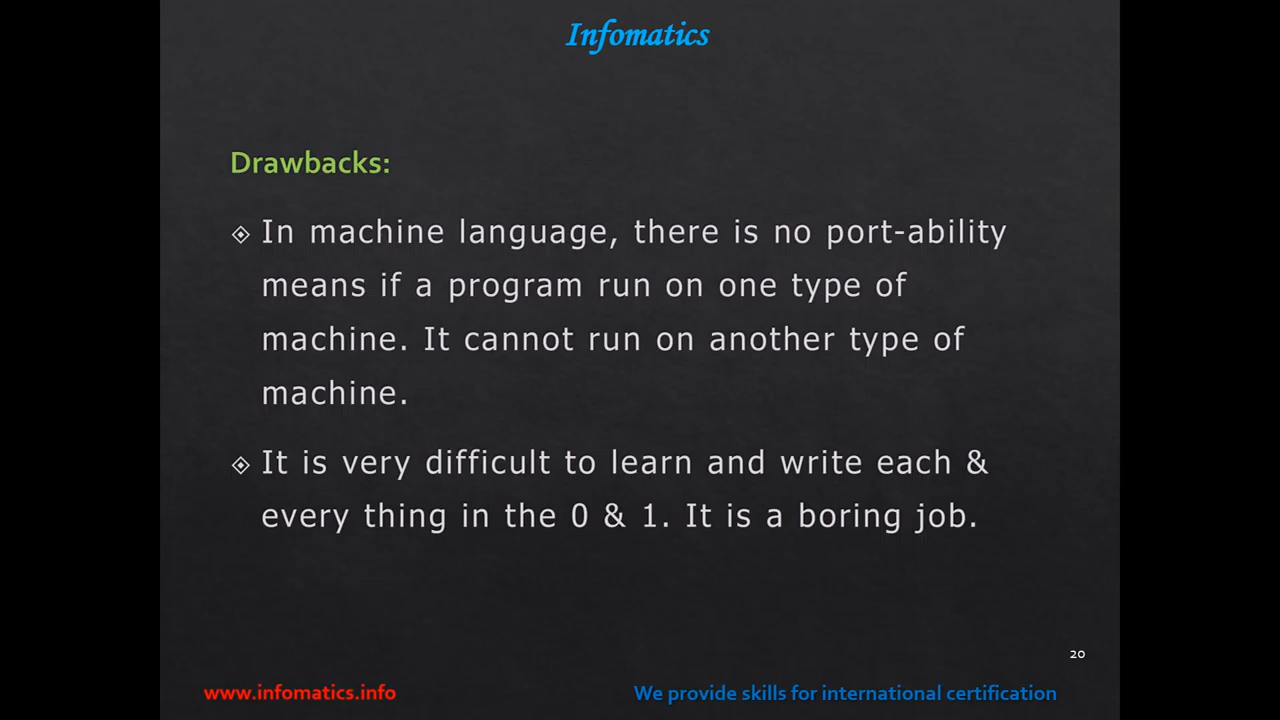 Infomatics
Drawbacks:
In machine language, there is no port-ability
means if a program run on one type of
machine. It cannot run on another type of
machine.
It is very difficult to learn and write each &
every thing in the 0 & 1. It is a boring job.
20
www.infomatics.info
We provide skills for international certification